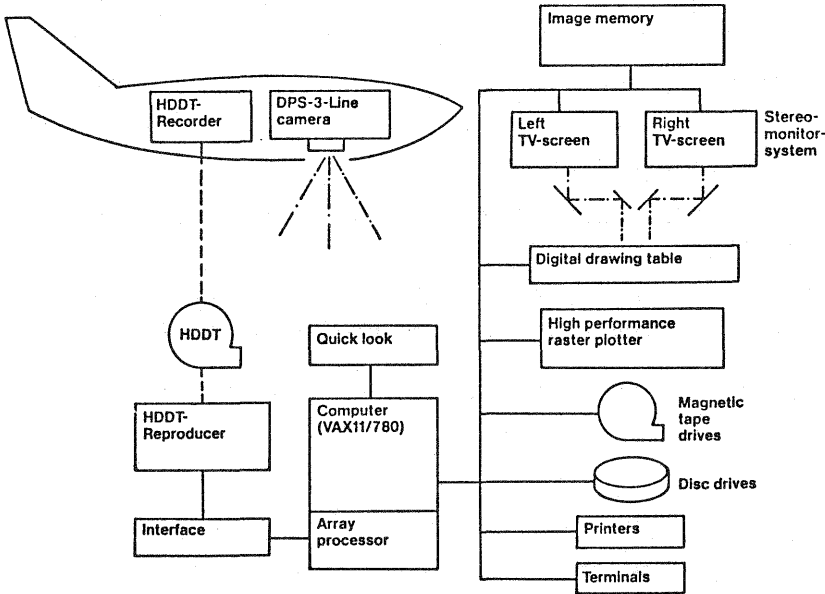 Image memory
HDDT-
Recorder
DPS-3-Line
camera
Left
TV-screen
Right
TV-screen
Stereo-
monitor-
system
Digital drawing table
HDDT
High performance
raster plotter
Quick look
HDDT-
Reproducer
Computer
(VAX11/780)
Magnetic
tape
drives
Disc drives
Interface
Array
processor
Printers
Terminals